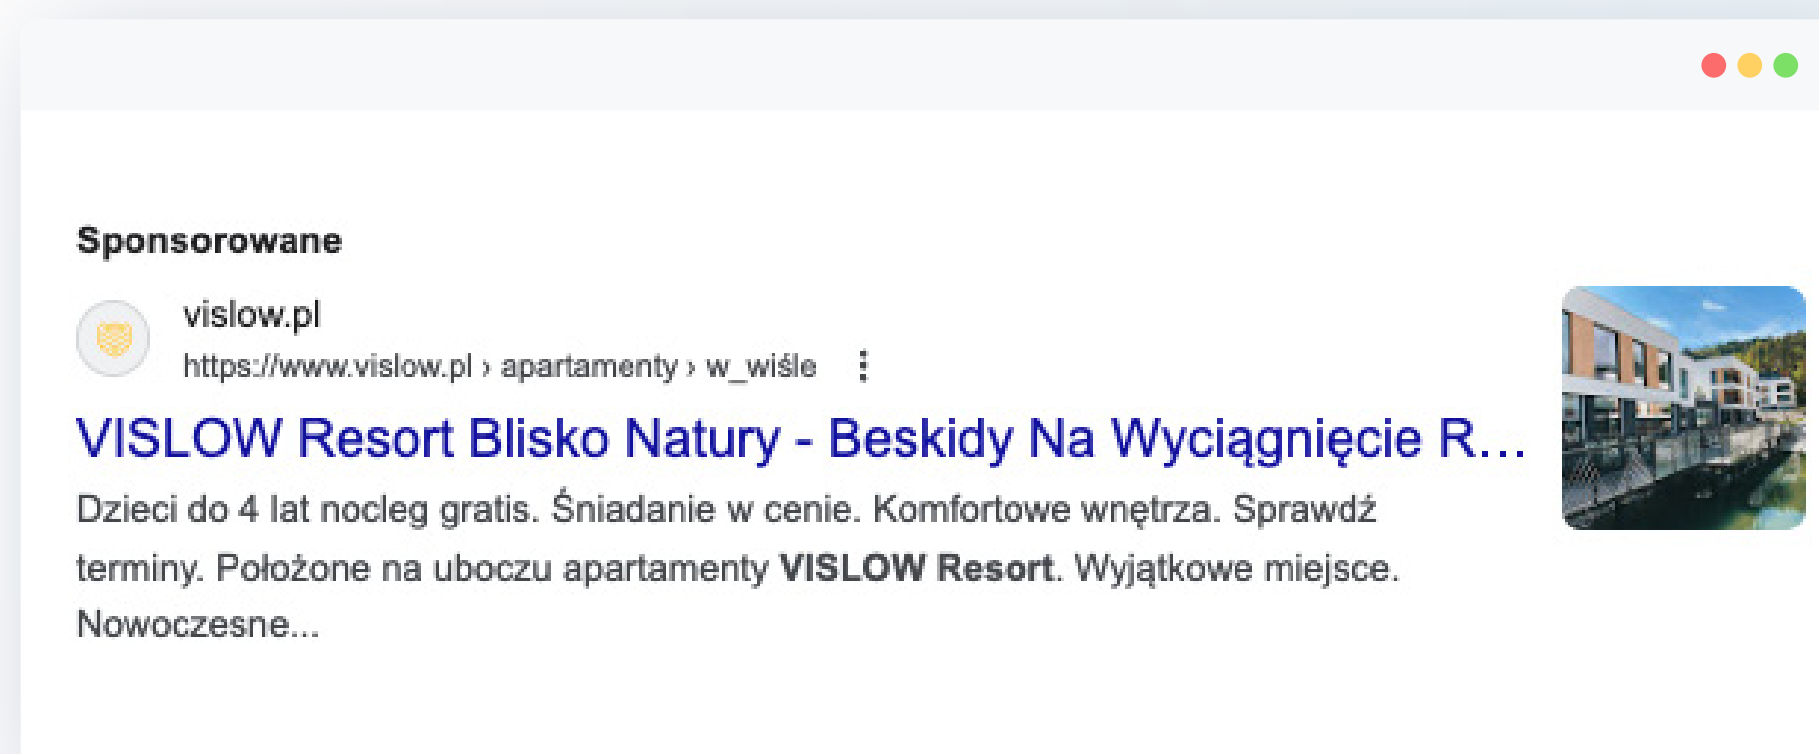 Sponsorowane
vislow.pl
https://www.vislow.pl › apartamenty › w_wiśle
VISLOW Resort Blisko Natury - Beskidy Na Wyciągnięcie R...
Dzieci do 4 lat nocleg gratis. Śniadanie w cenie. Komfortowe wnętrza. Sprawdź
terminy. Położone na uboczu apartamenty VISLOW Resort. Wyjątkowe miejsce.
Nowoczesne...